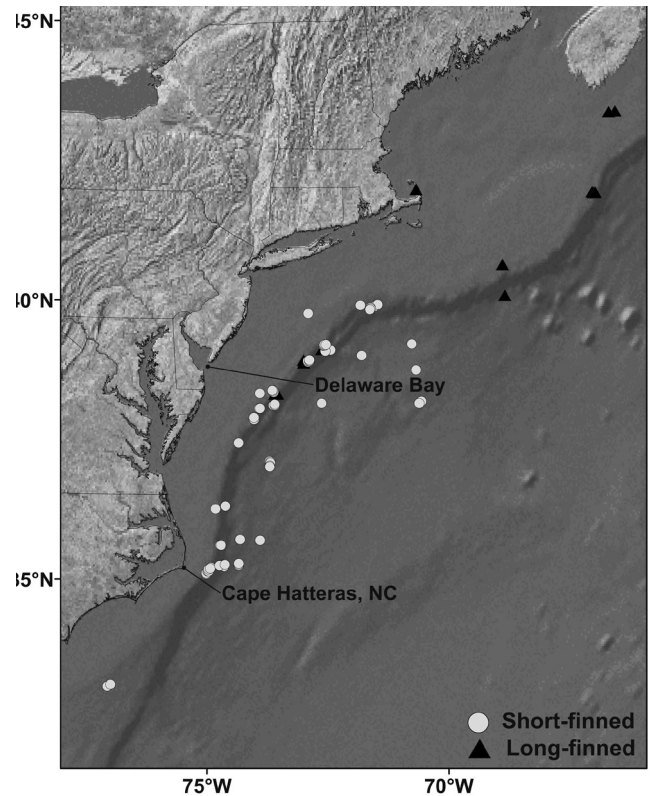 45°N
40°N
Delaware Bay
35°N
Cape Hatteras, NC
Short-finned
Long-finned
75°W
70°W